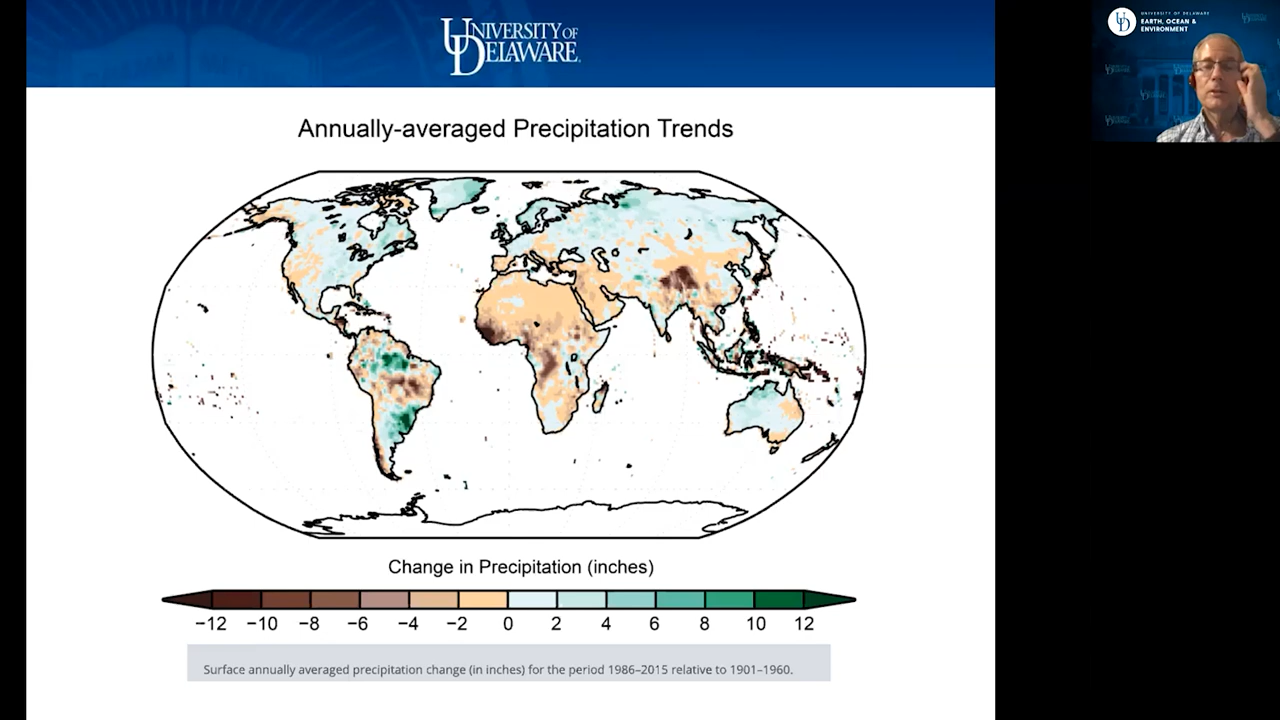 UNIVERSITY OF
DELAWARE
UNIVERSITY OF DELAWARE
EARTH, OCEAN &
ENVIRONMENT
UD
Annually-averaged Precipitation Trends
Change in Precipitation (inches)
−12 −10 −8 −6 −4 −2 0 2 4 6 8 10 12
Surface annually averaged precipitation change (in inches) for the period 1986–2015 relative to 1901–1960.